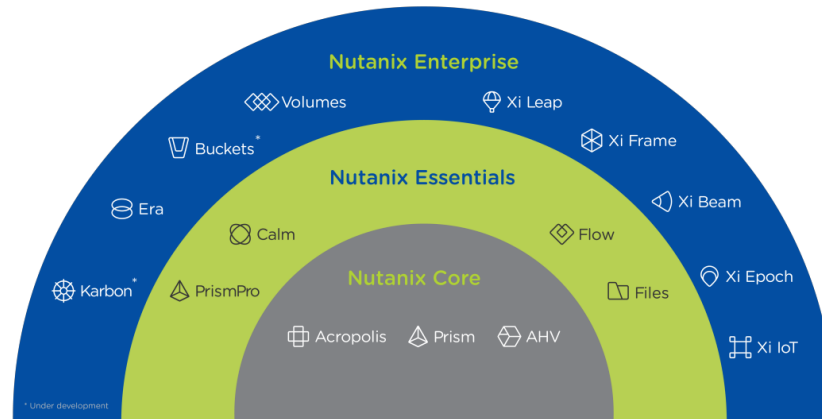 Nutanix Enterprise
Volumes
Xi Leap
Buckets*
Xi Frame
Era
Xi Beam
Karbon*
Xi Epoch
Xi IoT
Nutanix Essentials
Calm
Flow
PrismPro
Files
Nutanix Core
Acropolis
Prism
AHV
* Under development